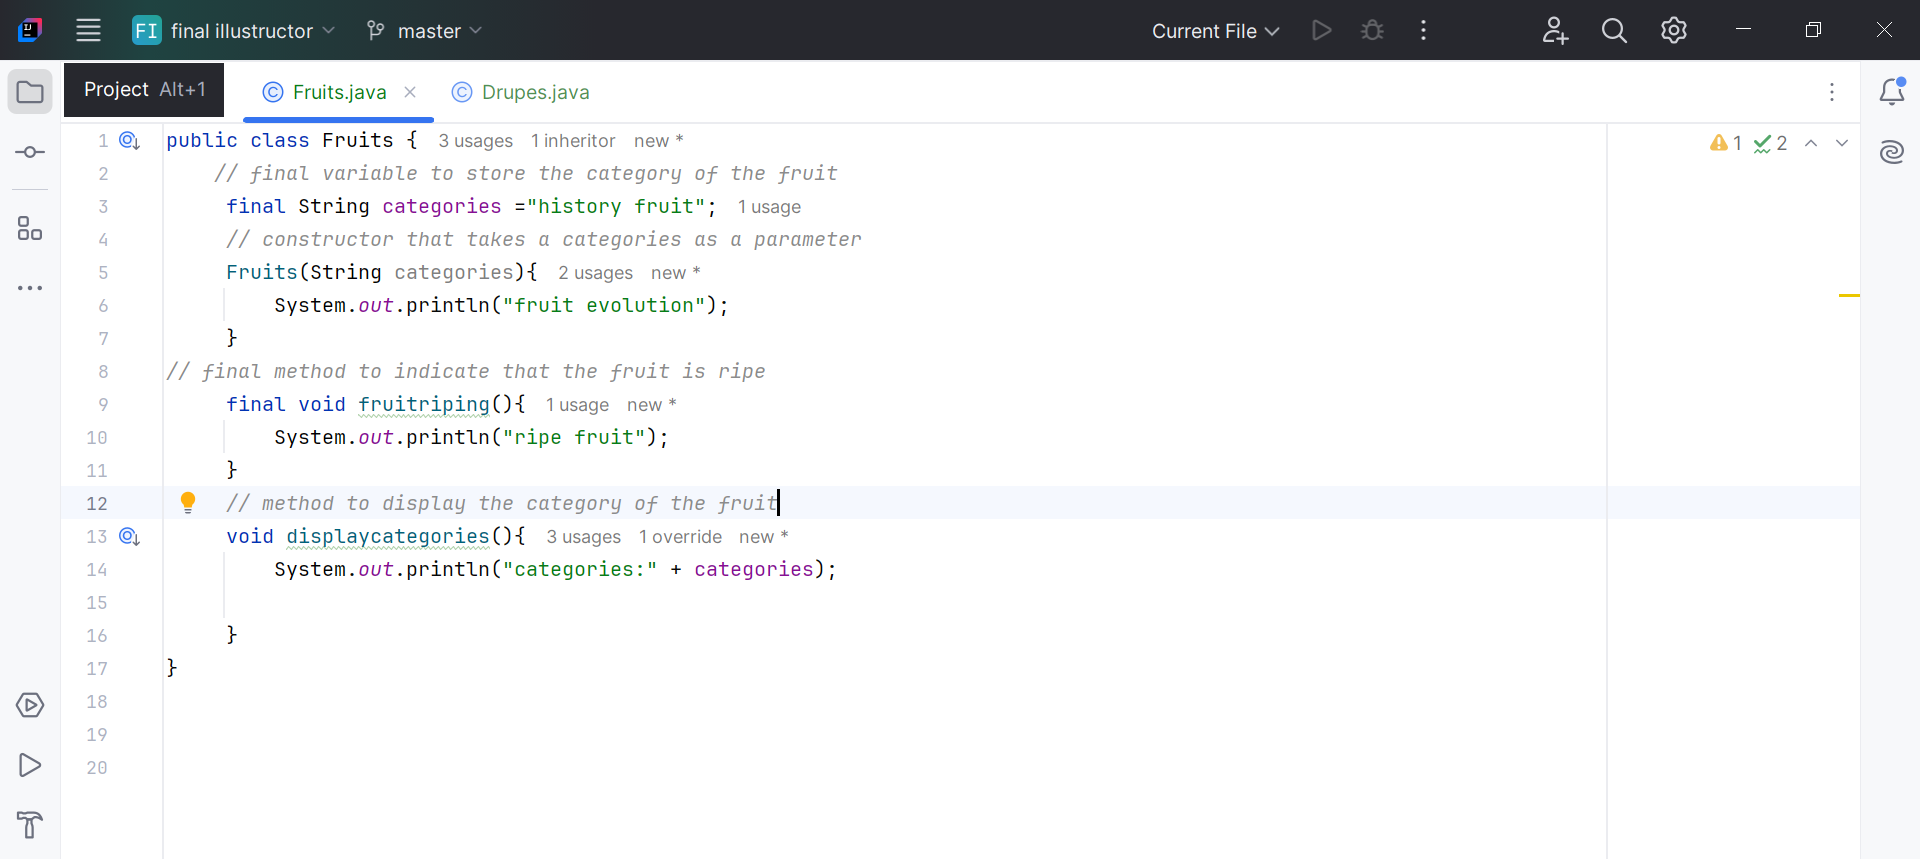 FI final illustructor master Current File
Project Alt+1 Fruits.java Drupes.java
1 public class Fruits { 3 usages 1 inheritor new * 1 2
2 // final variable to store the category of the fruit
3 final String categories ="history fruit"; 1 usage
4 // constructor that takes a categories as a parameter
5 Fruits(String categories){ 2 usages new *
6 System.out.println("fruit evolution");
7 }
8 // final method to indicate that the fruit is ripe
9 final void fruitriping(){ 1 usage new *
10 System.out.println("ripe fruit");
11 }
12 // method to display the category of the fruit
13 void displaycategories(){ 3 usages 1 override new *
14 System.out.println("categories:" + categories);
15
16 }
17 }
18
19
20